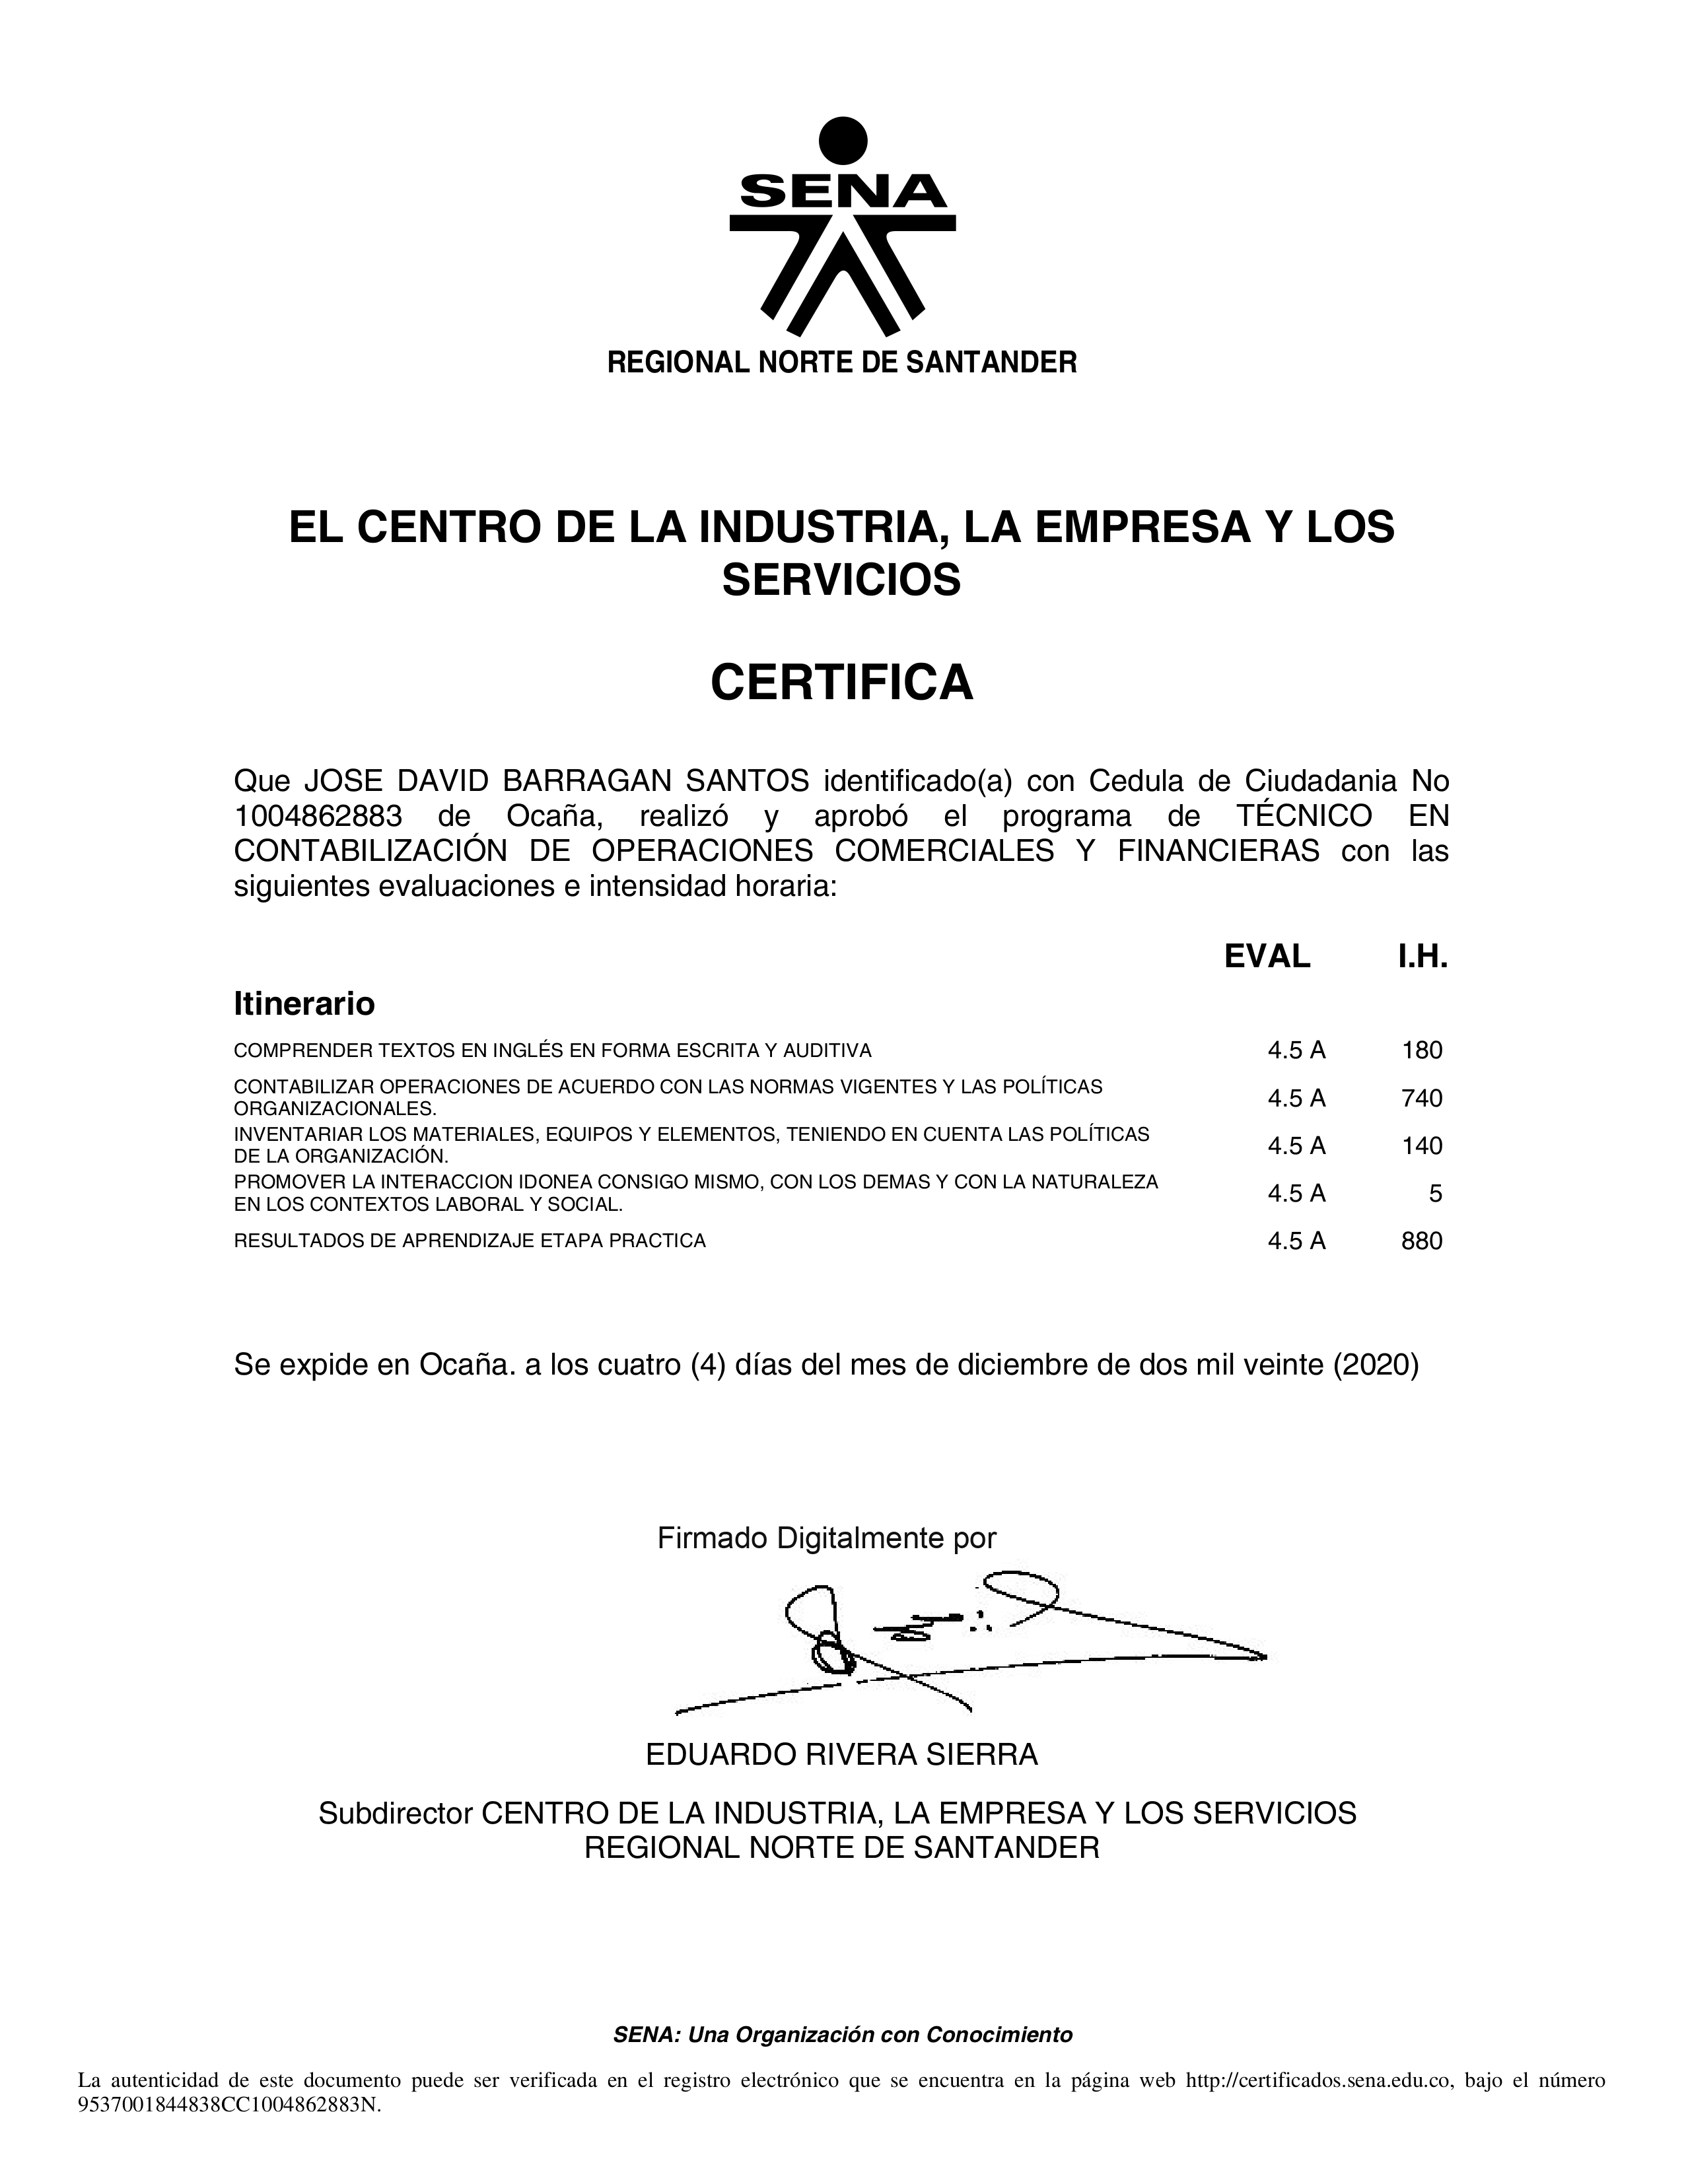 SENA
REGIONAL NORTE DE SANTANDER
EL CENTRO DE LA INDUSTRIA, LA EMPRESA Y LOS
SERVICIOS
CERTIFICA
Que JOSE DAVID BARRAGAN SANTOS identificado(a) con Cedula de Ciudadania No
1004862883 de Ocaña, realizó y aprobó el programa de TÉCNICO EN
CONTABILIZACIÓN DE OPERACIONES COMERCIALES Y FINANCIERAS con las
siguientes evaluaciones e intensidad horaria:
EVAL I.H.
Itinerario
COMPRENDER TEXTOS EN INGLÉS EN FORMA ESCRITA Y AUDITIVA 4.5 A 180
CONTABILIZAR OPERACIONES DE ACUERDO CON LAS NORMAS VIGENTES Y LAS POLÍTICAS
ORGANIZACIONALES. 4.5 A 740
INVENTARIAR LOS MATERIALES, EQUIPOS Y ELEMENTOS, TENIENDO EN CUENTA LAS POLÍTICAS
DE LA ORGANIZACIÓN. 4.5 A 140
PROMOVER LA INTERACCION IDONEA CONSIGO MISMO, CON LOS DEMAS Y CON LA NATURALEZA
EN LOS CONTEXTOS LABORAL Y SOCIAL. 4.5 A 5
RESULTADOS DE APRENDIZAJE ETAPA PRACTICA 4.5 A 880
Se expide en Ocaña. a los cuatro (4) días del mes de diciembre de dos mil veinte (2020)
Firmado Digitalmente por
EDUARDO RIVERA SIERRA
Subdirector CENTRO DE LA INDUSTRIA, LA EMPRESA Y LOS SERVICIOS
REGIONAL NORTE DE SANTANDER
SENA: Una Organización con Conocimiento
La autenticidad de este documento puede ser verificada en el registro electrónico que se encuentra en la página web http://certificados.sena.edu.co, bajo el número
9537001844838CC1004862883N.